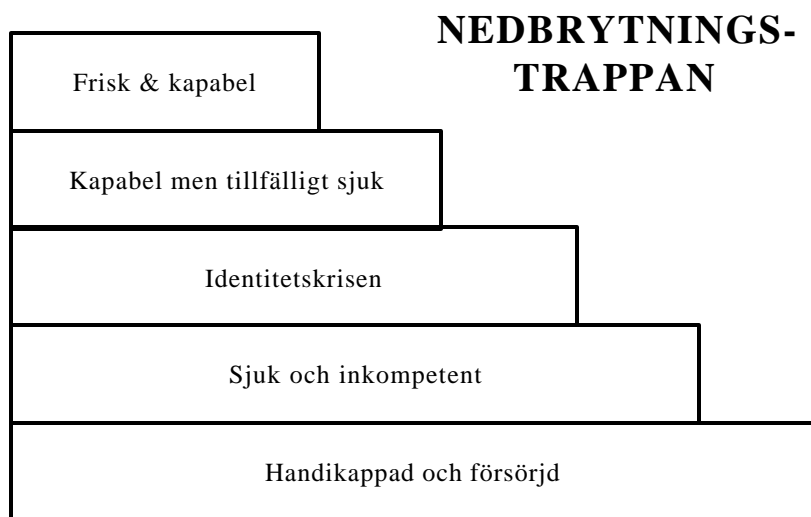 NEDBRYTNINGS-
TRAPPAN
Frisk & kapabel
Kapabel men tillfälligt sjuk
Identitetskrisen
Sjuk och inkompetent
Handikappad och försörjd